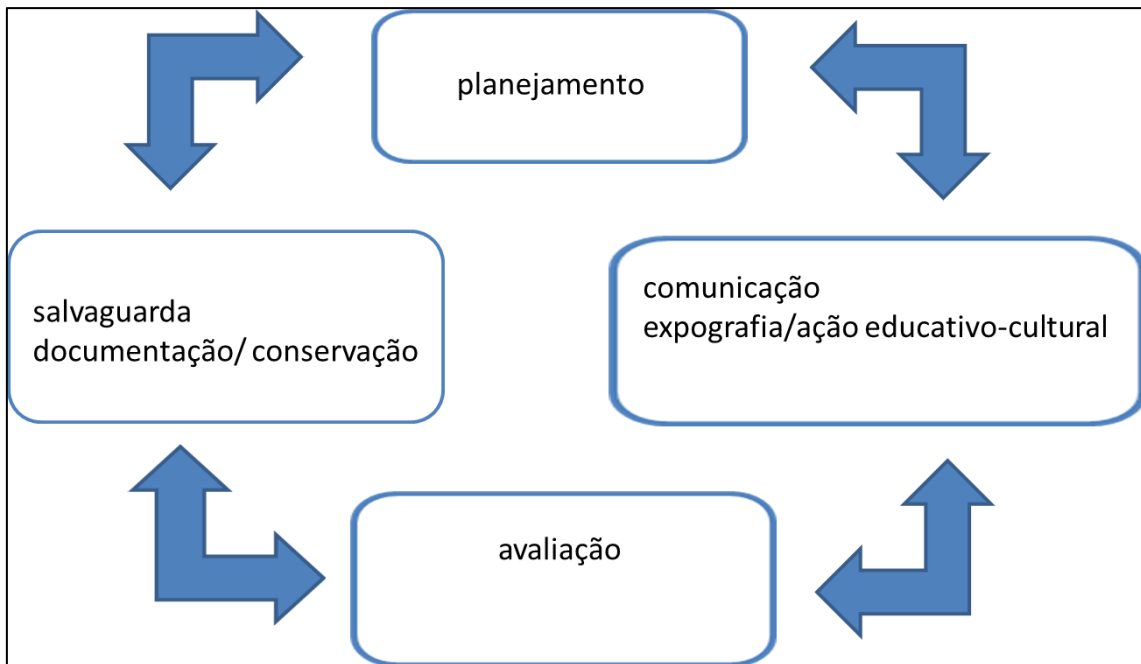 planejamento
salvaguarda
documentação/ conservação
comunicação
expografia/ação educativo-cultural
avaliação